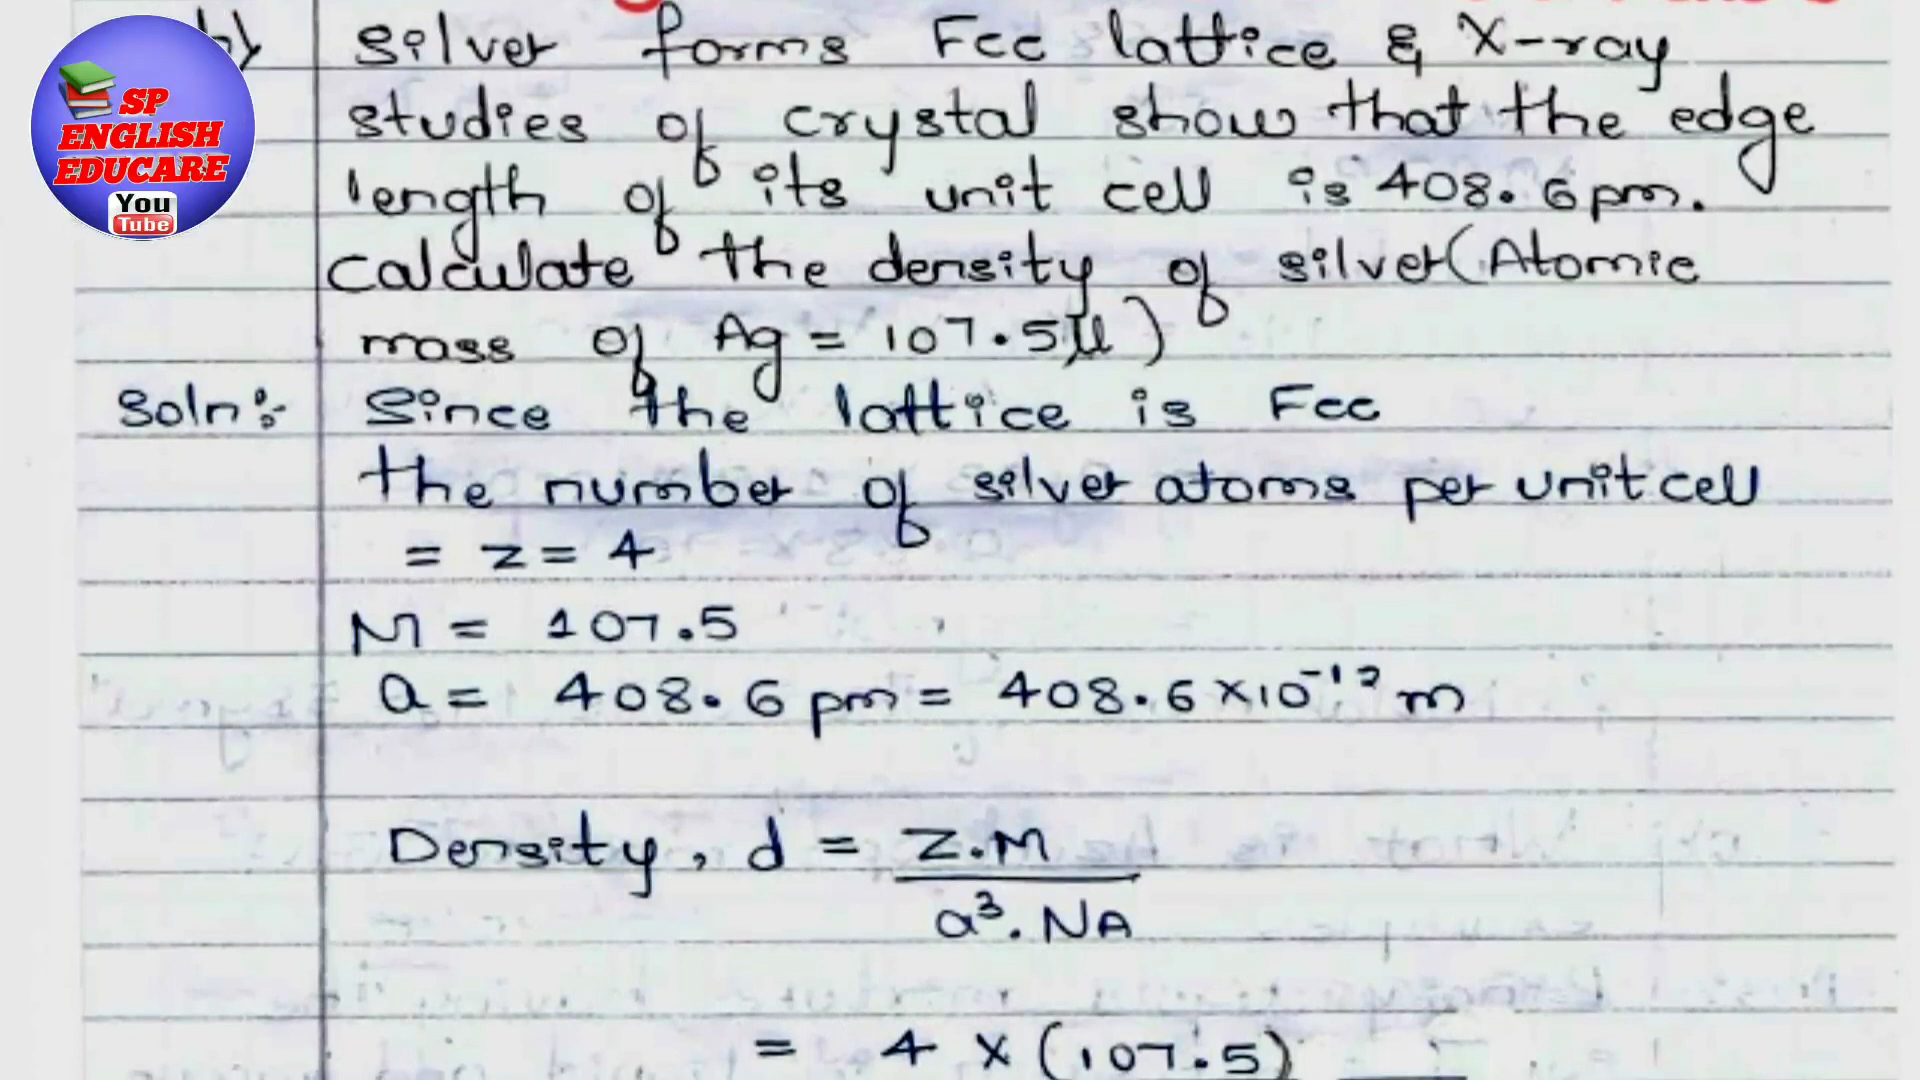 SP
ENGLISH
EDUCARE
You
Tube
b) Silver forms Fcc lattice & X-ray
studies of crystal show that the edge
length of its unit cell is 408.6 pm.
Calculate the density of silver (Atomic
mass of Ag = 107.5 U)
Soln:- Since the lattice is Fcc
the number of silver atoms per unit cell
= z = 4
M = 107.5
a = 408.6 pm = 408.6 × 10⁻¹² m
Density, d = Z.M
a³. NA
= 4 × (107.5)